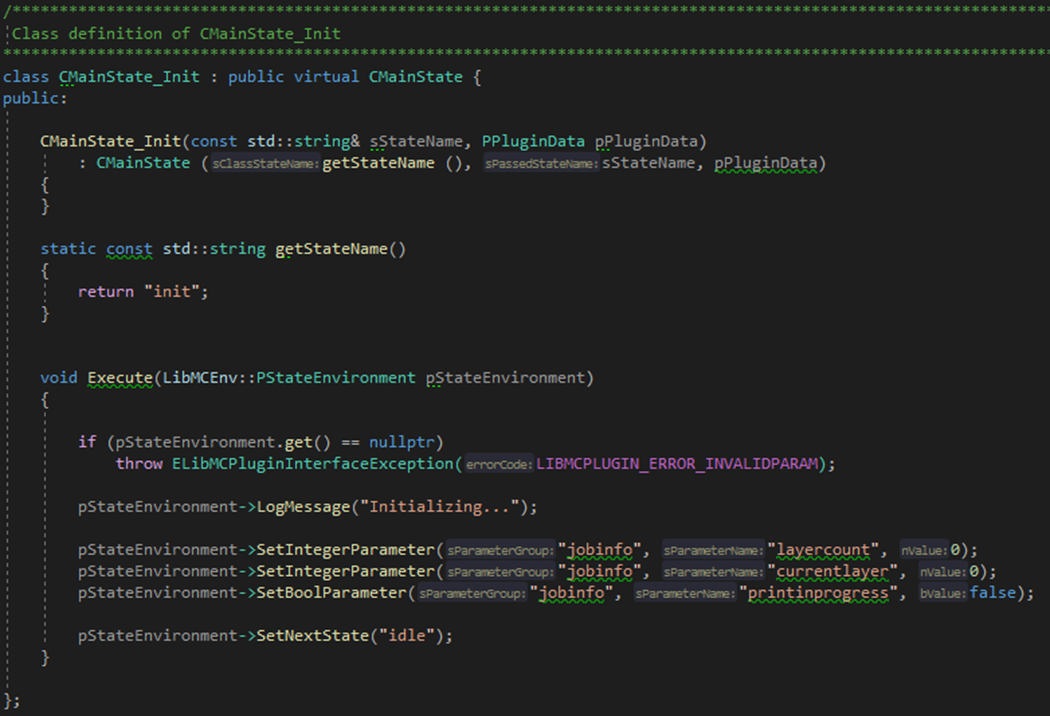 /***************************************************************************************************
Class definition of CMainState_Init
****************************************************************************************************
class CMainState_Init : public virtual CMainState {
public:
CMainState_Init(const std::string& sStateName, PPluginData pPluginData)
: CMainState (sClassStateName: getStateName (), sPassedStateName: sStateName, pPluginData)
{
}
static const std::string getStateName()
{
return "init";
}
void Execute(LibMCEnv::PStateEnvironment pStateEnvironment)
{
if (pStateEnvironment.get() == nullptr)
throw ELibMCPluginInterfaceException(errorCode: LIBMCPLUGIN_ERROR_INVALIDPARAM);
pStateEnvironment->LogMessage("Initializing...");
pStateEnvironment->SetIntegerParameter(sParameterGroup: "jobinfo", sParameterName: "layercount", nValue: 0);
pStateEnvironment->SetIntegerParameter(sParameterGroup: "jobinfo", sParameterName: "currentlayer", nValue: 0);
pStateEnvironment->SetBoolParameter(sParameterGroup: "jobinfo", sParameterName: "printinprogress", bValue: false);
pStateEnvironment->SetNextState("idle");
}
};